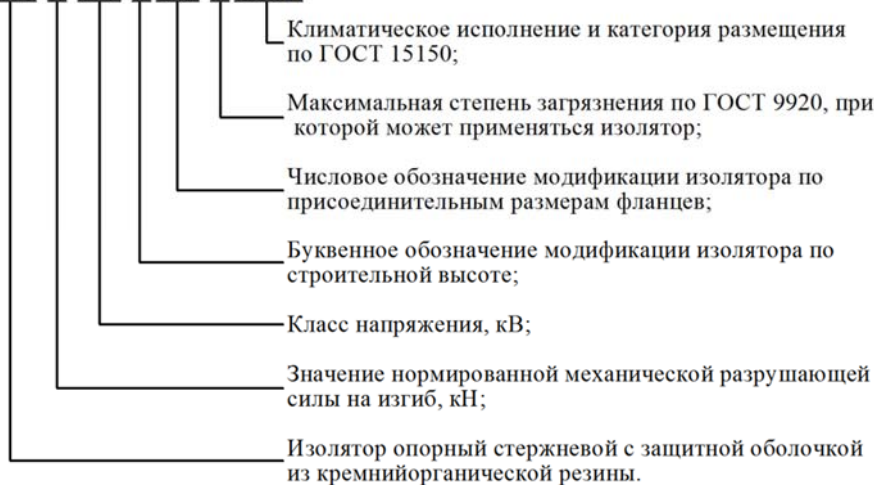 Климатическое исполнение и категория размещения
по ГОСТ 15150;
Максимальная степень загрязнения по ГОСТ 9920, при
которой может применяться изолятор;
Числовое обозначение модификации изолятора по
присоединительным размерам фланцев;
Буквенное обозначение модификации изолятора по
строительной высоте;
Класс напряжения, кВ;
Значение нормированной механической разрушающей
силы на изгиб, кН;
Изолятор опорный стержневой с защитной оболочкой
из кремнийорганической резины.